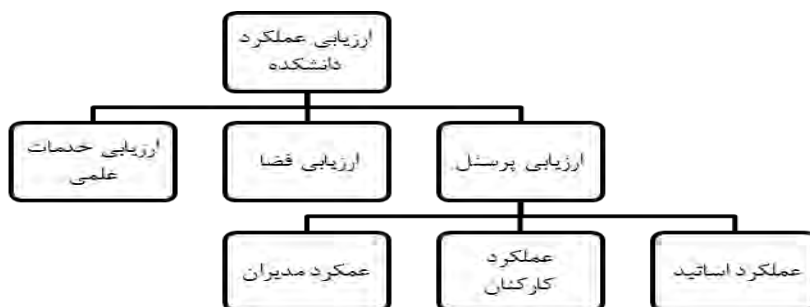 ارزیابی عملکرد
دانشکده
ارزیابی پرسنل
ارزیابی فضا
ارزیابی خدمات
علمی
عملکرد اساتید
عملکرد
کارکنان
عمکرد مدیران